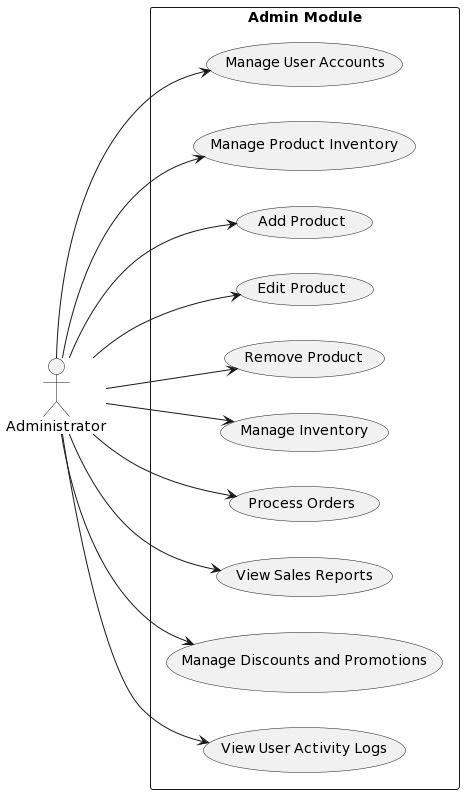 Admin Module
Manage User Accounts
Manage Product Inventory
Add Product
Edit Product
Remove Product
Administrator
Manage Inventory
Process Orders
View Sales Reports
Manage Discounts and Promotions
View User Activity Logs